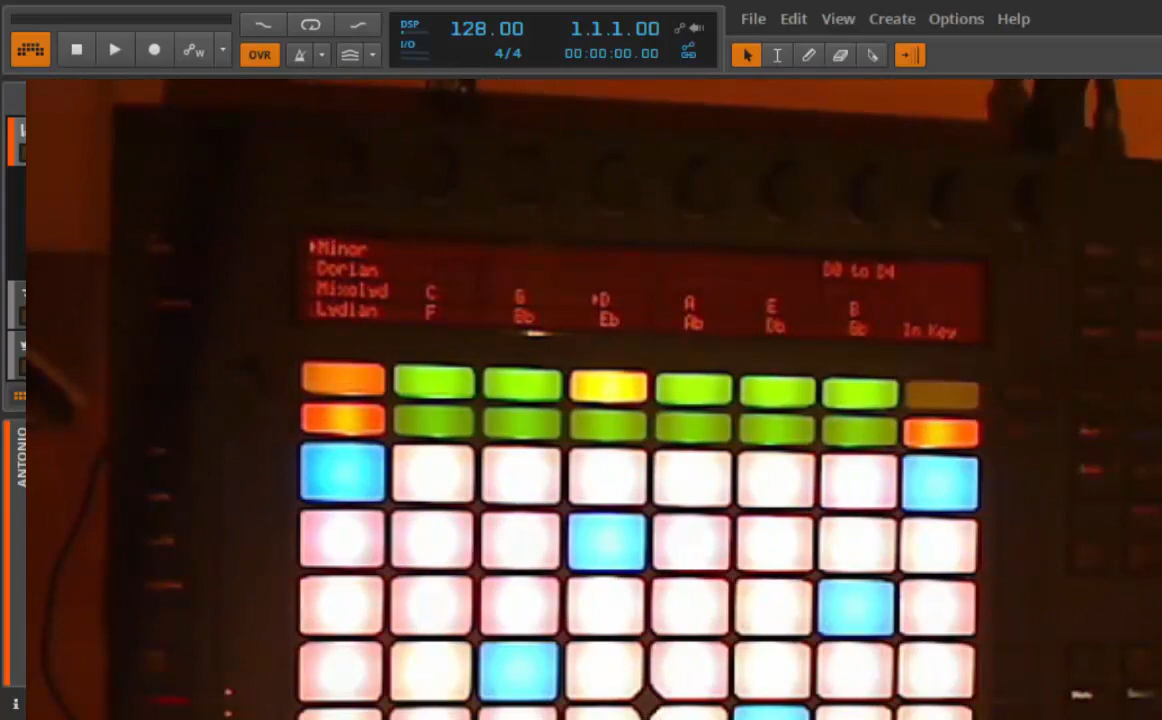 File Edit View Create Options Help
DSP 128.00 1.1.1.00
I/O 4/4 00:00:00.00
W OVR
Minor
Dorian D0 to D4
Mixolyd C G D A E B
Lydian F Bb Eb Ab Db Gb In Key
ANTONIO